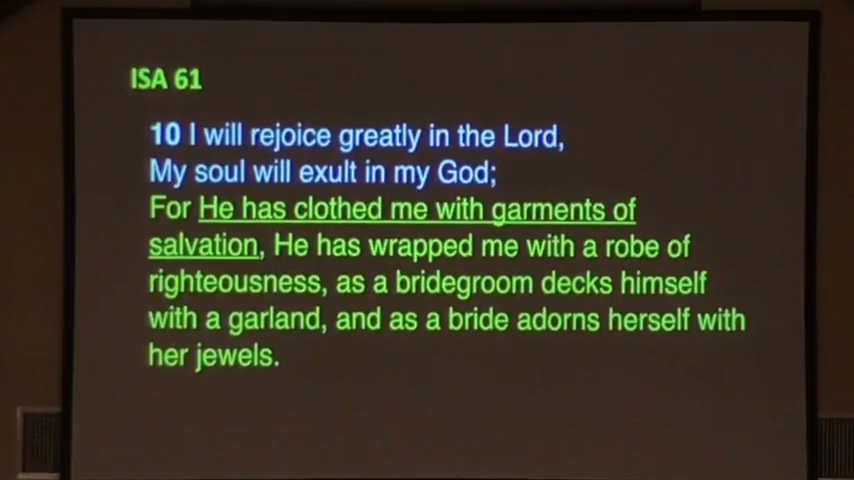 ISA 61
10 I will rejoice greatly in the Lord,
My soul will exult in my God;
For He has clothed me with garments of
salvation, He has wrapped me with a robe of
righteousness, as a bridegroom decks himself
with a garland, and as a bride adorns herself with
her jewels.